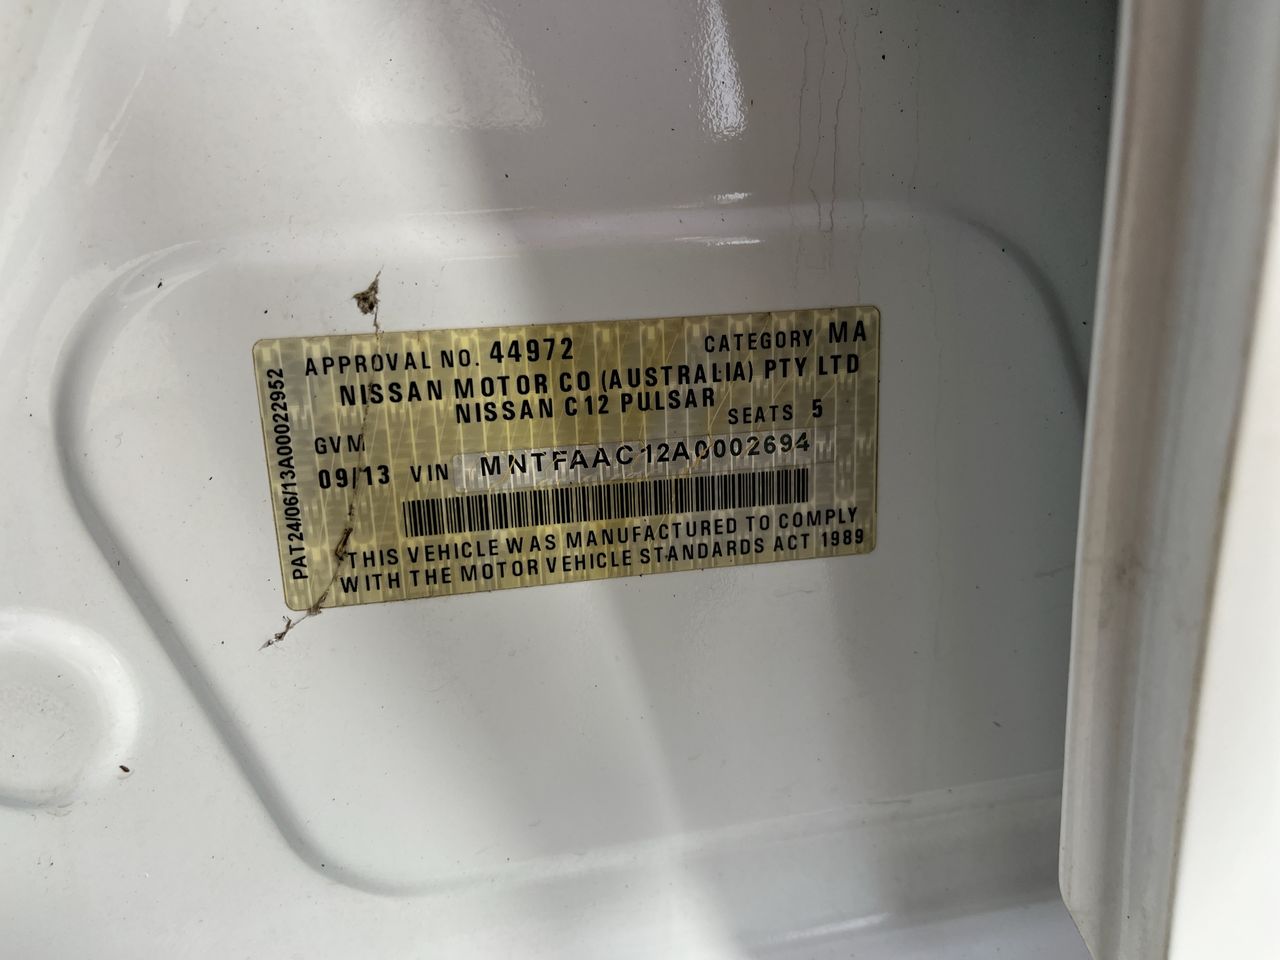 APPROVAL NO. 44972 CATEGORY MA
NISSAN MOTOR CO (AUSTRALIA) PTY LTD
NISSAN C12 PULSAR
GVM SEATS 5
09/13 VIN MNTFAAC12A0002694
THIS VEHICLE WAS MANUFACTURED TO COMPLY
WITH THE MOTOR VEHICLE STANDARDS ACT 1989
PAT24/06/13A00022952